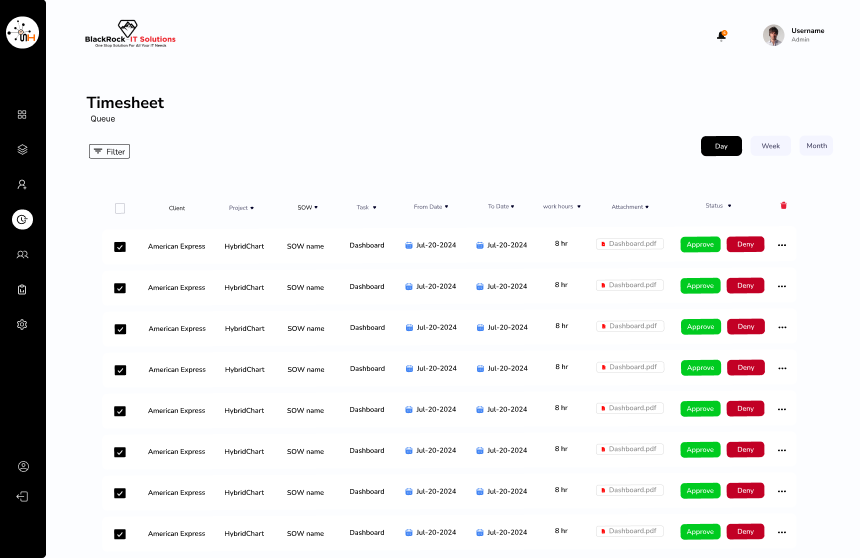 BlackRock IT Solutions
One Stop Solution For All Your IT Needs
Username
Admin
Timesheet
Queue
Filter
Day Week Month
Client Project SOW Task From Date To Date work hours Attachment Status
American Express HybridChart SOW name Dashboard Jul-20-2024 Jul-20-2024 8 hr Dashboard.pdf Approve Deny
American Express HybridChart SOW name Dashboard Jul-20-2024 Jul-20-2024 8 hr Dashboard.pdf Approve Deny
American Express HybridChart SOW name Dashboard Jul-20-2024 Jul-20-2024 8 hr Dashboard.pdf Approve Deny
American Express HybridChart SOW name Dashboard Jul-20-2024 Jul-20-2024 8 hr Dashboard.pdf Approve Deny
American Express HybridChart SOW name Dashboard Jul-20-2024 Jul-20-2024 8 hr Dashboard.pdf Approve Deny
American Express HybridChart SOW name Dashboard Jul-20-2024 Jul-20-2024 8 hr Dashboard.pdf Approve Deny
American Express HybridChart SOW name Dashboard Jul-20-2024 Jul-20-2024 8 hr Dashboard.pdf Approve Deny
American Express HybridChart SOW name Dashboard Jul-20-2024 Jul-20-2024 8 hr Dashboard.pdf Approve Deny